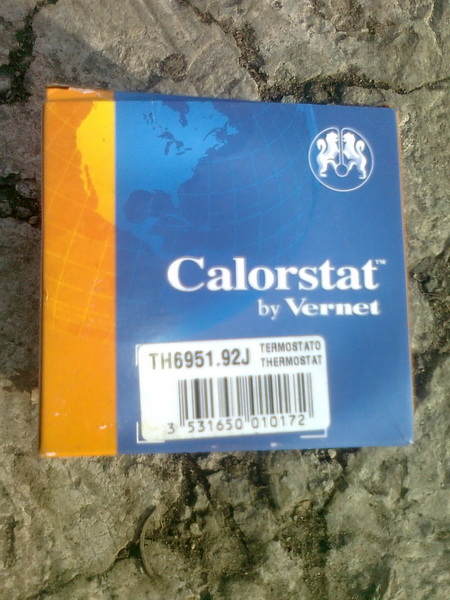 Calorstat™
by Vernet
TH6951.92J
TERMOSTATO
THERMOSTAT
3 531650 010172